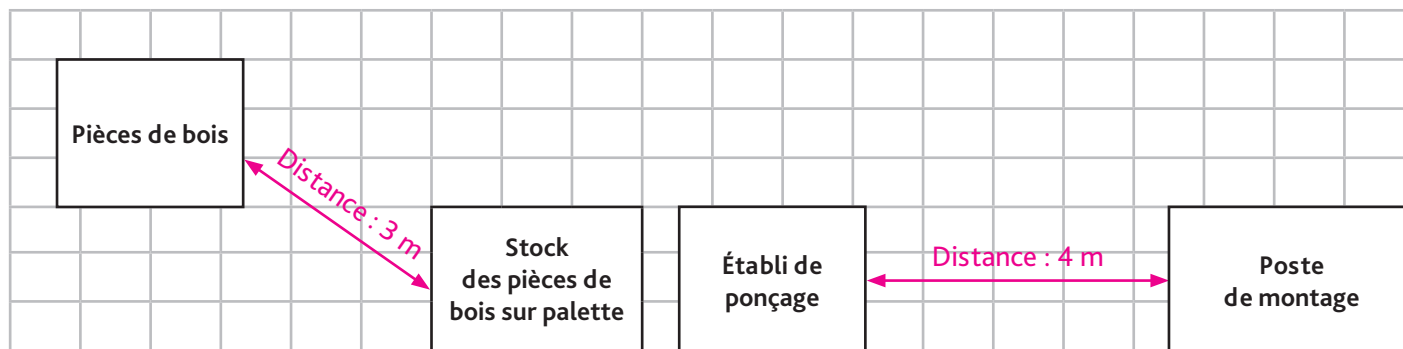 Pièces de bois
Distance : 3 m
Stock
des pièces de
bois sur palette
Établi de
ponçage
Distance : 4 m
Poste
de montage